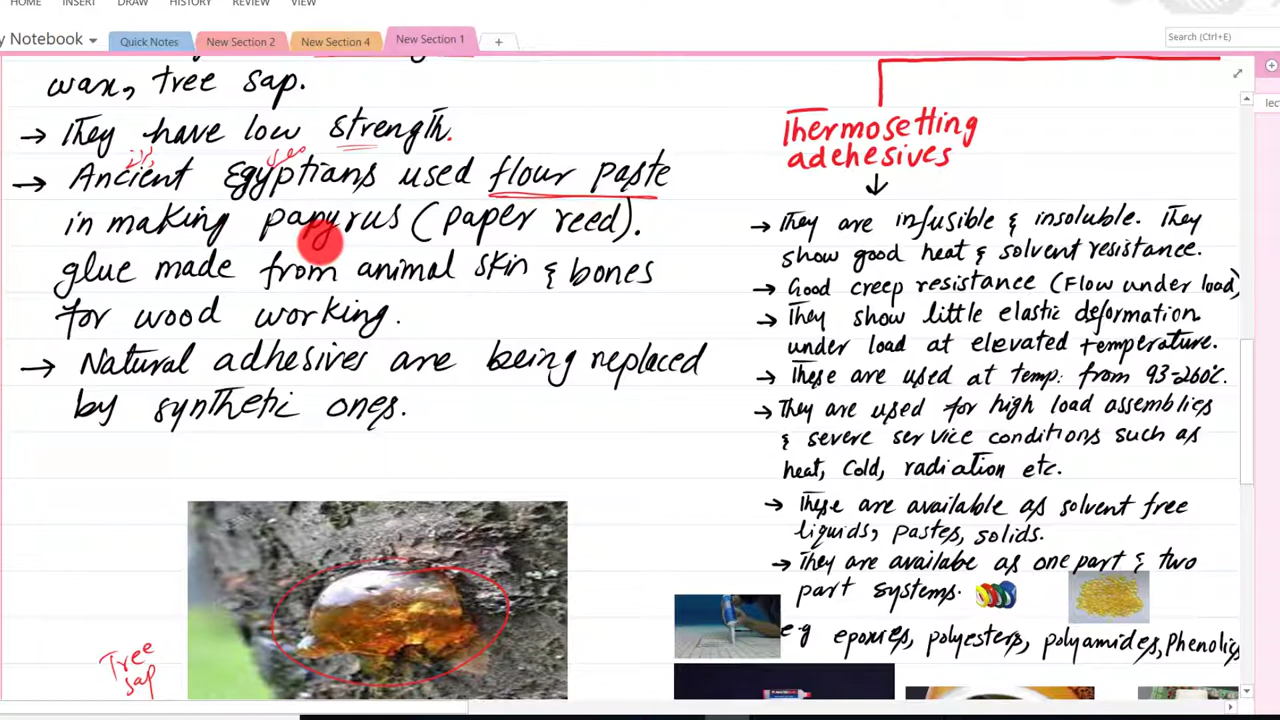 HOME INSERT DRAW HISTORY REVIEW VIEW
y Notebook Quick Notes New Section 2 New Section 4 New Section 1 +
Search (Ctrl+E)
wax, tree sap.
→ They have low strength.
→ Ancient Egyptians used flour paste
in making papyrus (paper reed).
glue made from animal skin & bones
for wood working.
→ Natural adhesives are being replaced
by synthetic ones.
Tree
sap
Thermosetting
adehesives
→ They are infusible & insoluble. They
show good heat & solvent resistance.
→ Good creep resistance (Flow under load)
→ They show little elastic deformation
under load at elevated temperature.
→ These are used at temp: from 93-260°C.
→ They are used for high load assemblies
& severe service conditions such as
heat, cold, radiation etc.
→ These are available as solvent free
liquids, pastes, solids.
→ They are availabe as one part & two
part systems.
e.g epoxies, polyesters, polyamides, Phenolics
lec